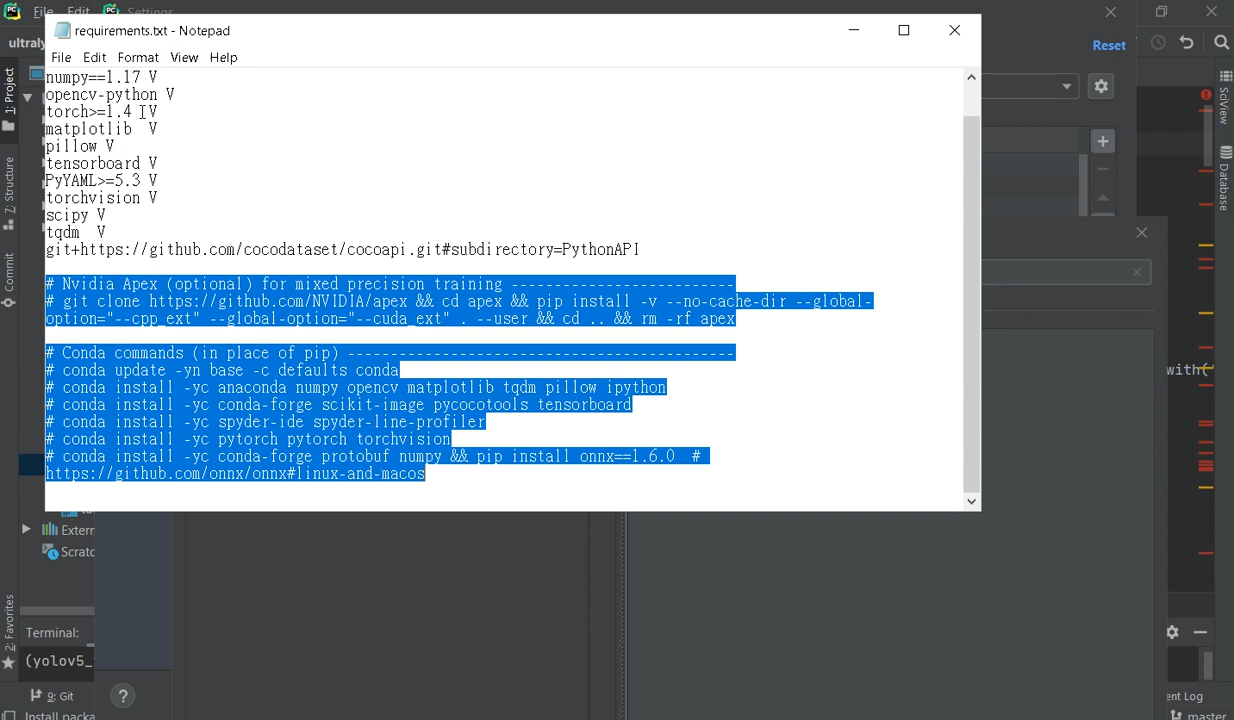 File Edit Settings
requirements.txt - Notepad
ultraly
Reset
File Edit Format View Help
numpy==1.17 V
opencv-python V
torch>=1.4 V
matplotlib V
pillow V
tensorboard V
PyYAML>=5.3 V
torchvision V
scipy V
tqdm V
git+https://github.com/cocodataset/cocoapi.git#subdirectory=PythonAPI
# Nvidia Apex (optional) for mixed precision training --------------------------
# git clone https://github.com/NVIDIA/apex && cd apex && pip install -v --no-cache-dir --global-
option="--cpp_ext" --global-option="--cuda_ext" . --user && cd .. && rm -rf apex
# Conda commands (in place of pip) ---------------------------------------------
# conda update -yn base -c defaults conda
# conda install -yc anaconda numpy opencv matplotlib tqdm pillow ipython
# conda install -yc conda-forge scikit-image pycocotools tensorboard
# conda install -yc spyder-ide spyder-line-profiler
# conda install -yc pytorch pytorch torchvision
# conda install -yc conda-forge protobuf numpy && pip install onnx==1.6.0 #
https://github.com/onnx/onnx#linux-and-macos
1: Project
7: Structure
Commit
2: Favorites
SciView
Database
with("
Extern
Scratc
Terminal:
(yolov5_
9: Git
ent Log
Install packa
master
?